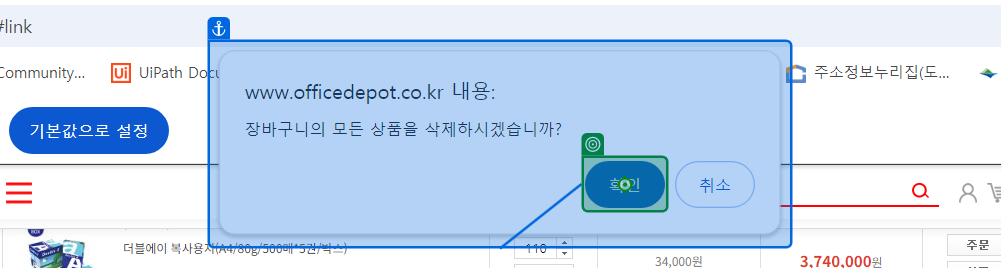 #link
Community...
Ui UiPath Docu
주소정보누리집(도...
www.officedepot.co.kr 내용:
장바구니의 모든 상품을 삭제하시겠습니까?
기본값으로 설정
확인
취소
더블에이 복사용지(A4/80g/500매*5권/박스)
110
34,000원
3,740,000원
주문